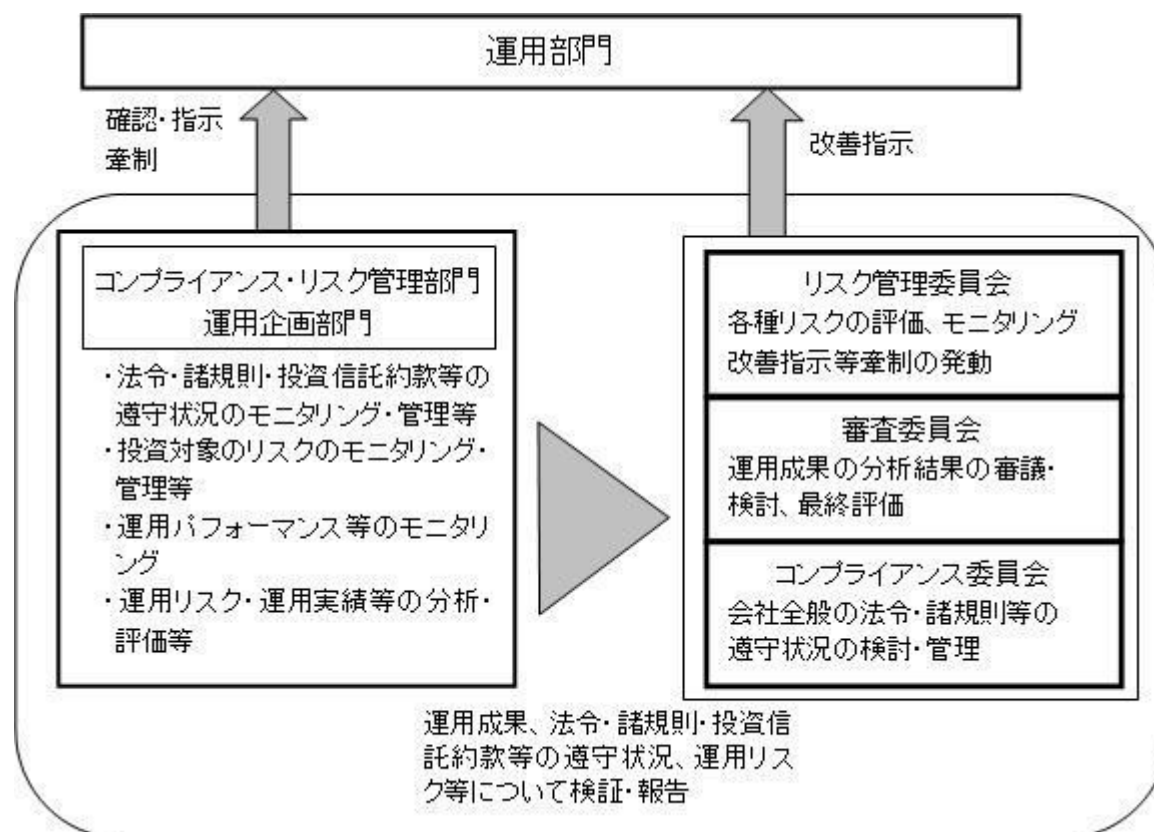 運用部門
確認・指示
牽制
改善指示
コンプライアンス・リスク管理部門
運用企画部門
・法令・諸規則・投資信託約款等の
遵守状況のモニタリング・管理等
・投資対象のリスクのモニタリング・
管理等
・運用パフォーマンス等のモニタリ
ング
・運用リスク・運用実績等の分析・
評価等
リスク管理委員会
各種リスクの評価、モニタリング
改善指示等牽制の発動
審査委員会
運用成果の分析結果の審議・
検討、最終評価
コンプライアンス委員会
会社全般の法令・諸規則等の
遵守状況の検討・管理
運用成果、法令・諸規則・投資信
託約款等の遵守状況、運用リス
ク等について検証・報告